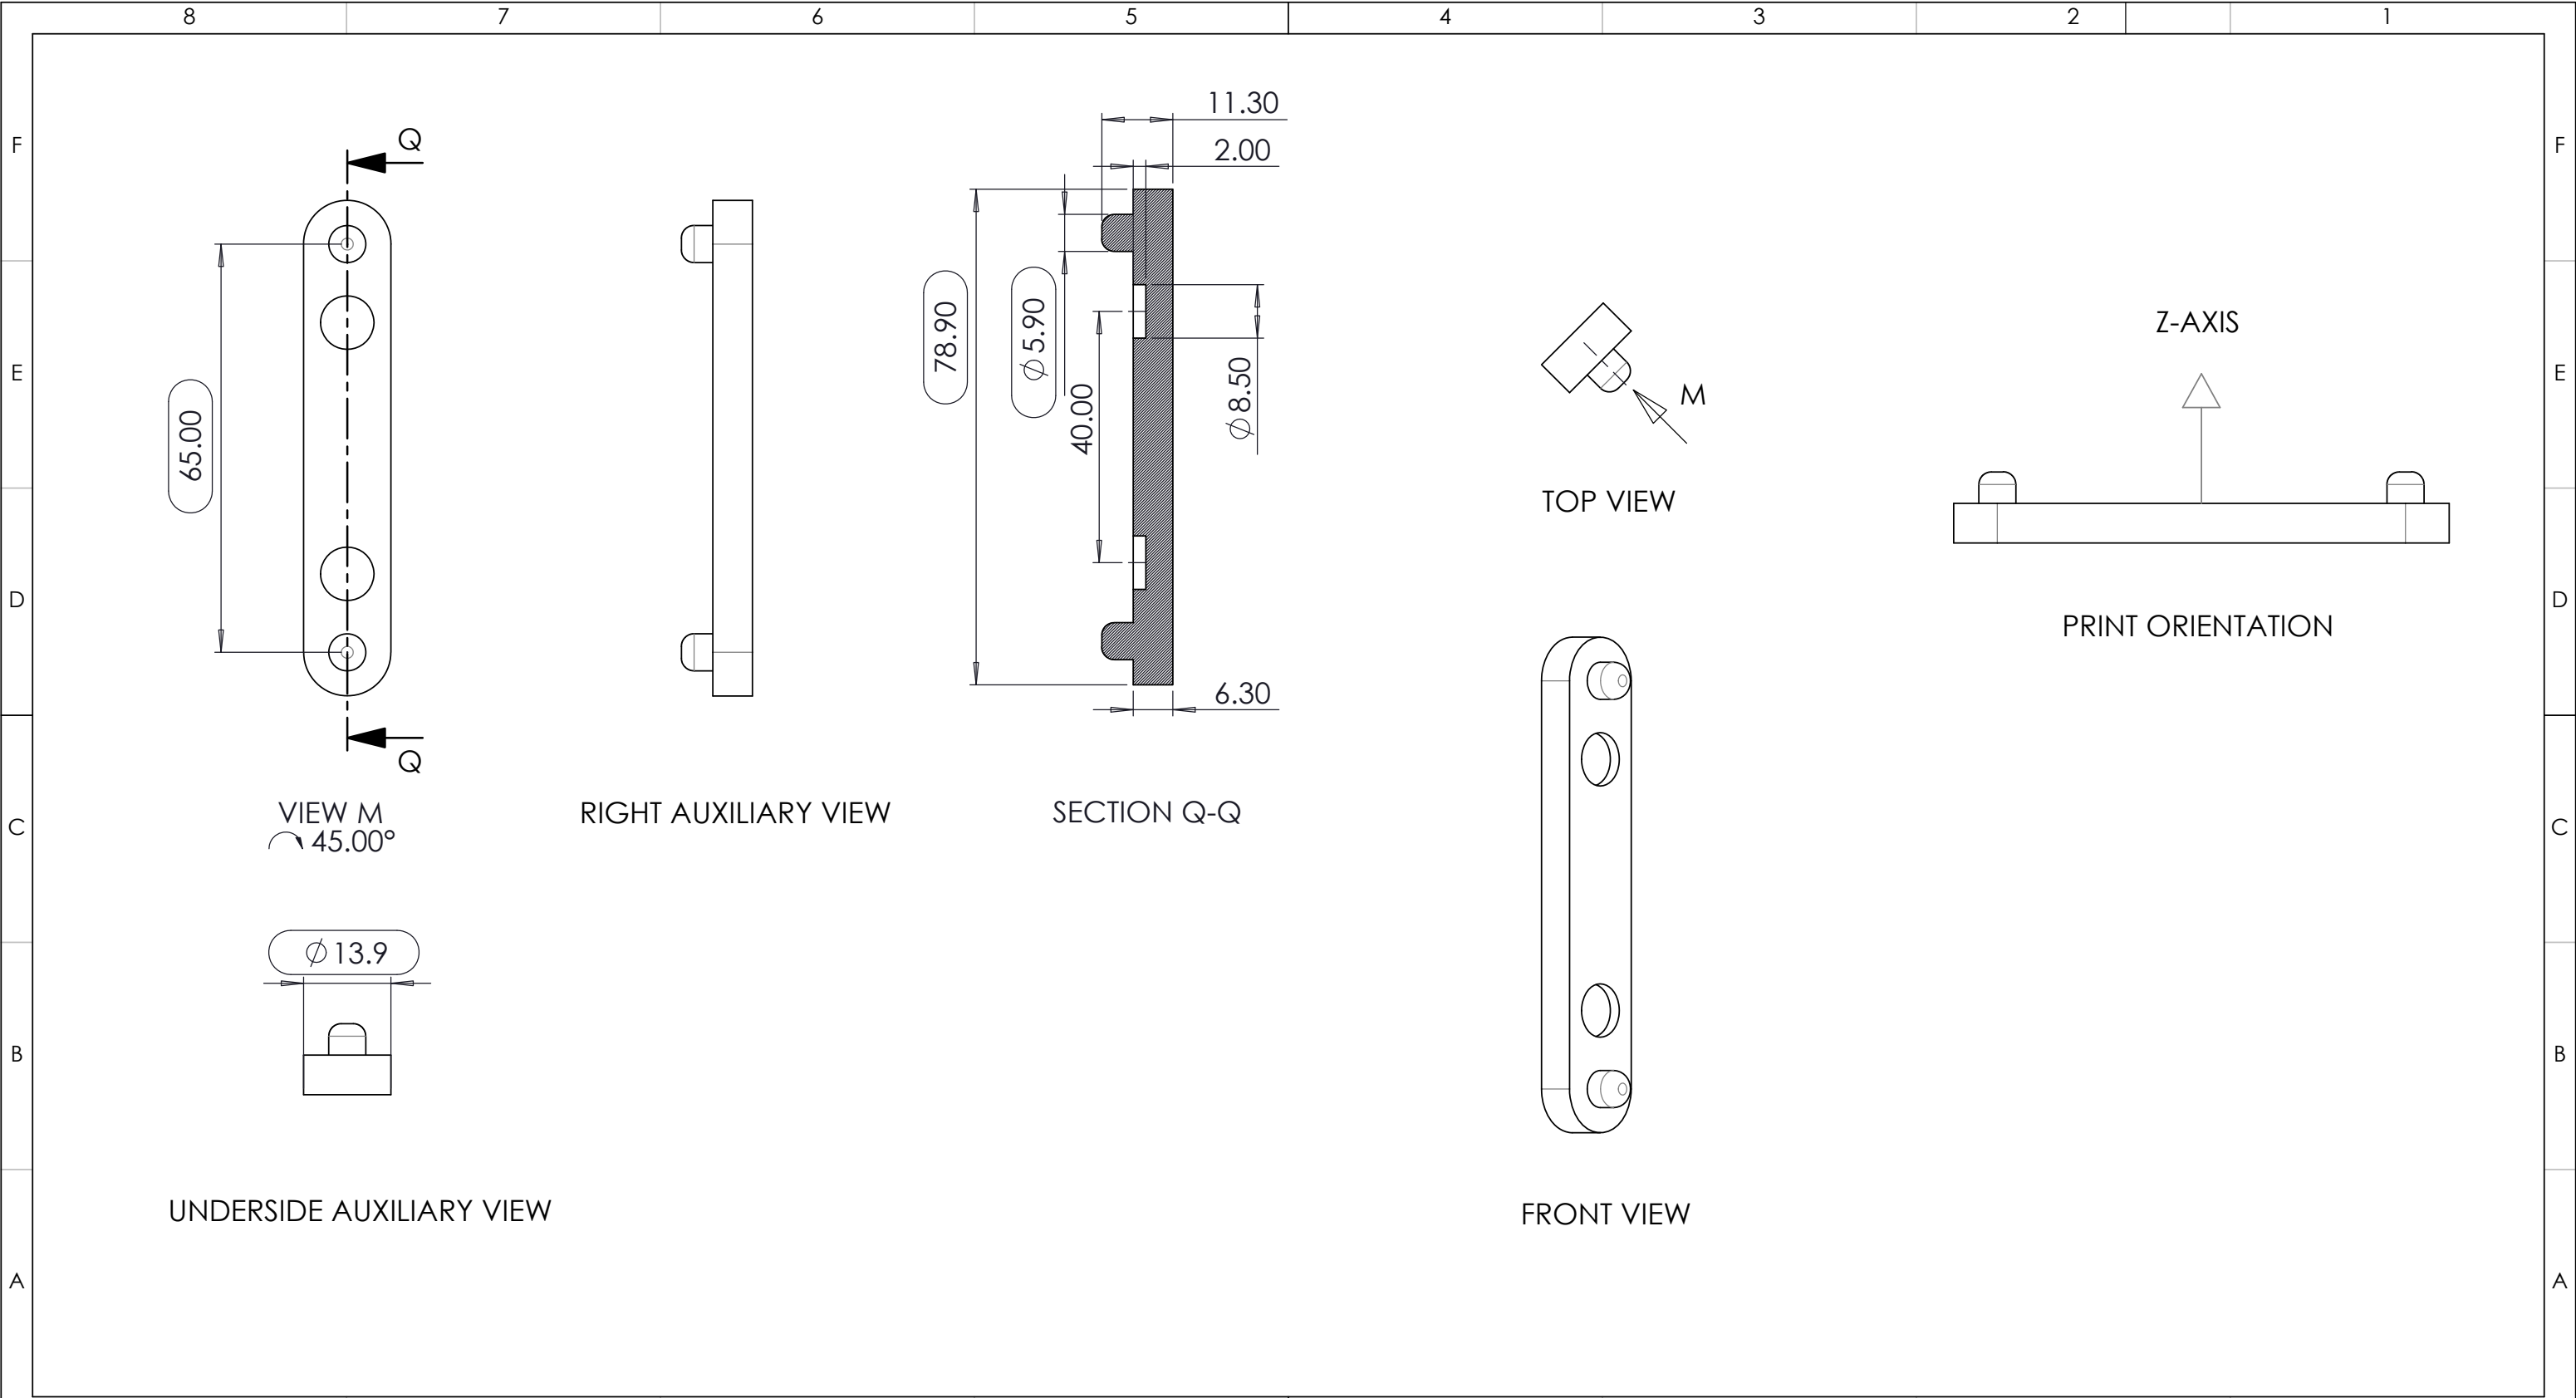 8 7 6 5 4 3 2 1
F F
E E
D D
C C
B B
A A
Q
65.00
Q
VIEW M
45.00°
RIGHT AUXILIARY VIEW
11.30
2.00
78.90
⌀ 5.90
40.00
⌀ 8.50
6.30
SECTION Q-Q
M
TOP VIEW
Z-AXIS
PRINT ORIENTATION
⌀ 13.9
UNDERSIDE AUXILIARY VIEW
FRONT VIEW